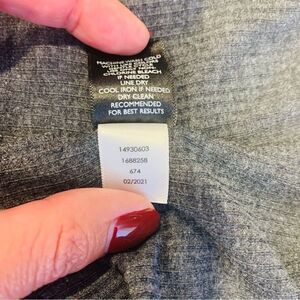 MACHINE WASH COLD
WITH LIKE COLORS
CHLORINE BLEACH
IF NEEDED
LINE DRY
COOL IRON IF NEEDED
DRY CLEAN
RECOMMENDED
FOR BEST RESULTS
14930603
1688258
674
02/2021